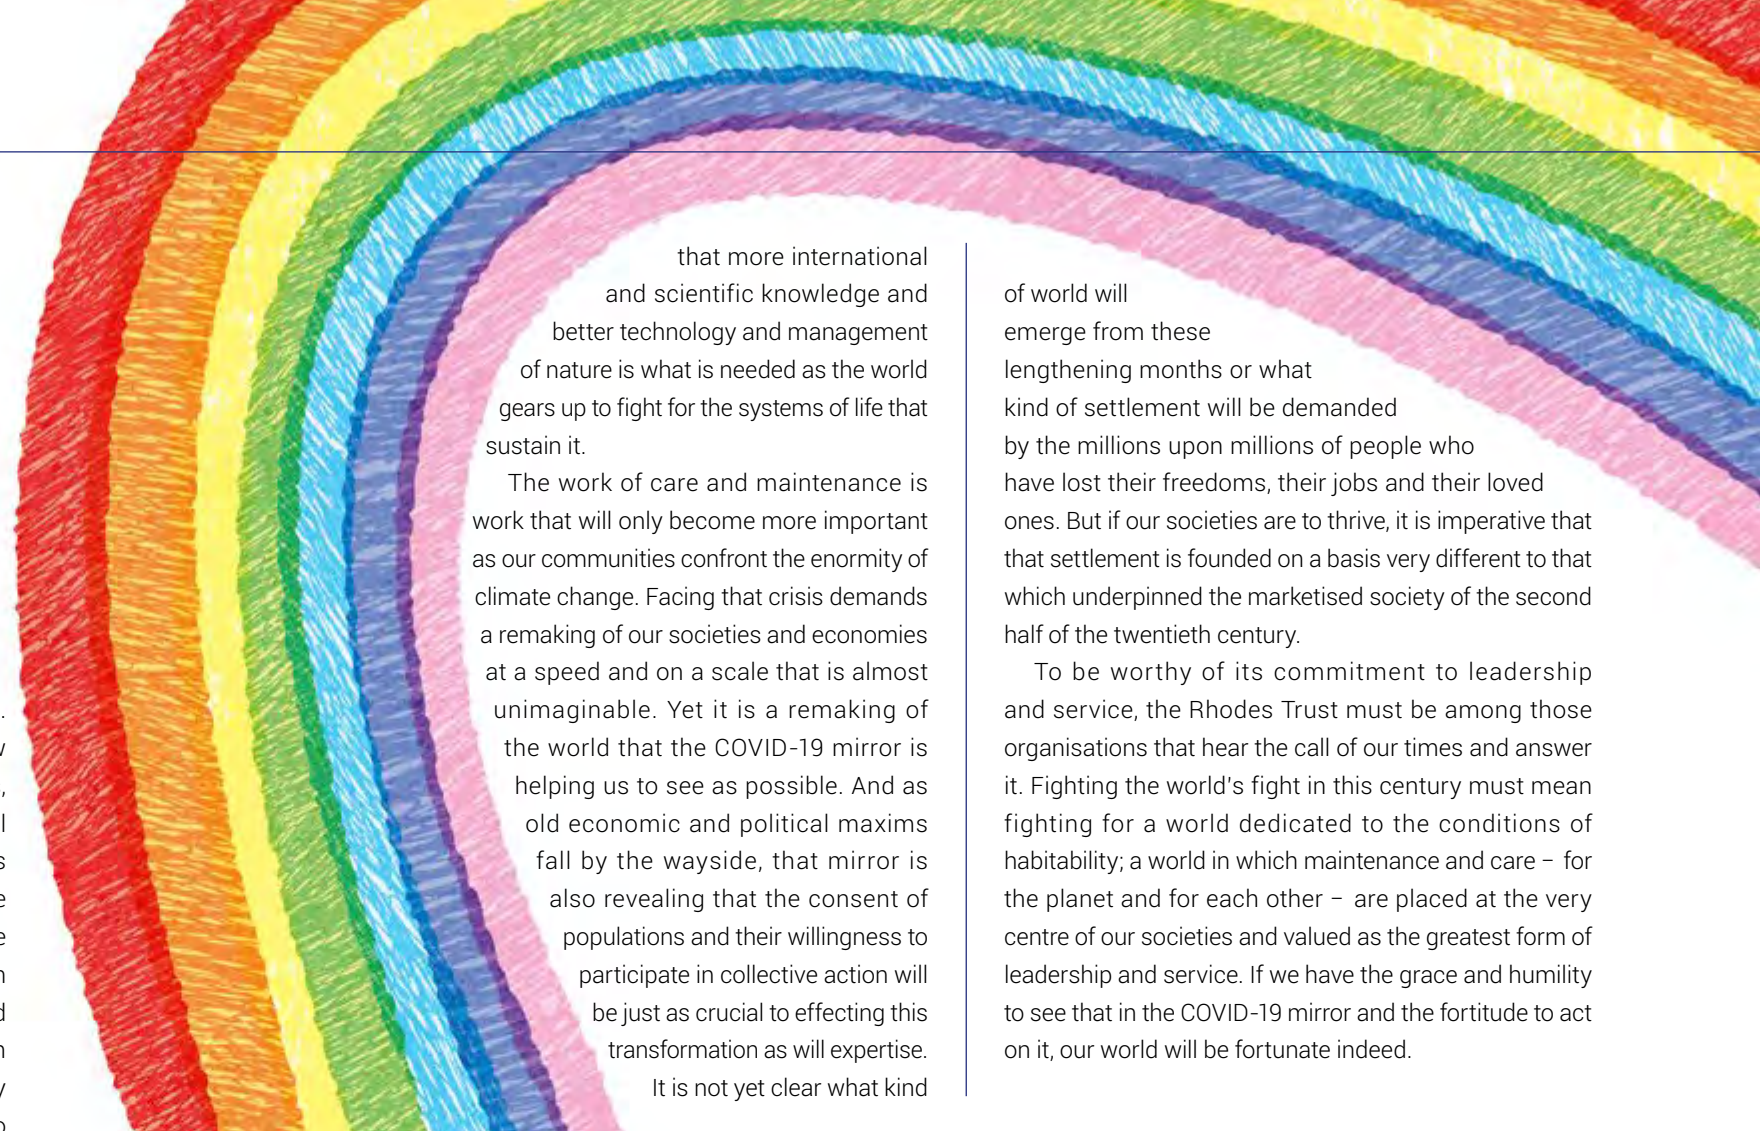 that more international
and scientific knowledge and
better technology and management
of nature is what is needed as the world
gears up to fight for the systems of life that
sustain it.
The work of care and maintenance is
work that will only become more important
as our communities confront the enormity of
climate change. Facing that crisis demands
a remaking of our societies and economies
at a speed and on a scale that is almost
unimaginable. Yet it is a remaking of
the world that the COVID-19 mirror is
helping us to see as possible. And as
old economic and political maxims
fall by the wayside, that mirror is
also revealing that the consent of
populations and their willingness to
participate in collective action will
be just as crucial to effecting this
transformation as will expertise.
It is not yet clear what kind
of world will
emerge from these
lengthening months or what
kind of settlement will be demanded
by the millions upon millions of people who
have lost their freedoms, their jobs and their loved
ones. But if our societies are to thrive, it is imperative that
that settlement is founded on a basis very different to that
which underpinned the marketised society of the second
half of the twentieth century.
To be worthy of its commitment to leadership
and service, the Rhodes Trust must be among those
organisations that hear the call of our times and answer
it. Fighting the world's fight in this century must mean
fighting for a world dedicated to the conditions of
habitability; a world in which maintenance and care – for
the planet and for each other – are placed at the very
centre of our societies and valued as the greatest form of
leadership and service. If we have the grace and humility
to see that in the COVID-19 mirror and the fortitude to act
on it, our world will be fortunate indeed.